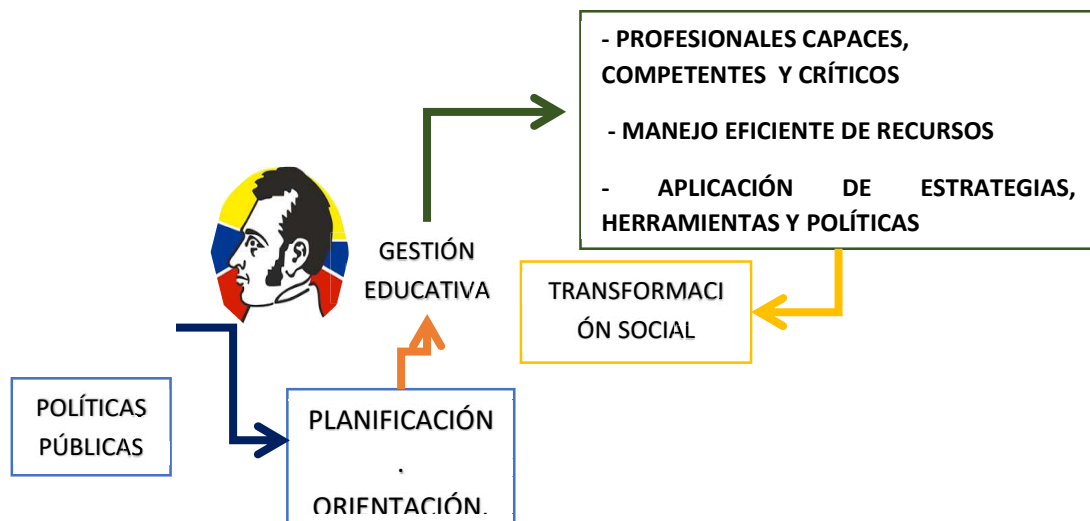 - PROFESIONALES CAPACES,
COMPETENTES Y CRÍTICOS
- MANEJO EFICIENTE DE RECURSOS
- APLICACIÓN DE ESTRATEGIAS,
HERRAMIENTAS Y POLÍTICAS
GESTIÓN
EDUCATIVA
TRANSFORMACI
ÓN SOCIAL
POLÍTICAS
PÚBLICAS
PLANIFICACIÓN
.
ORIENTACIÓN.